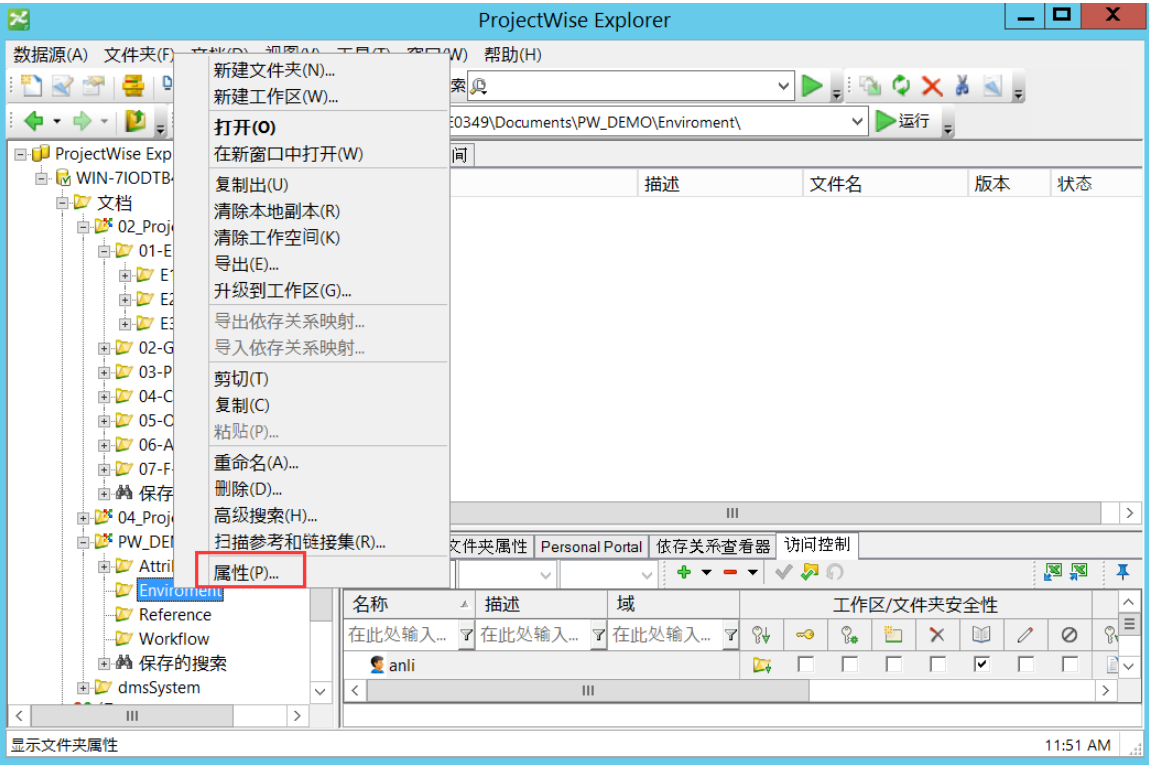 ProjectWise Explorer
数据源(A) 文件夹(F) 帮助(H)
新建文件夹(N)...
新建工作区(W)...
打开(O)
在新窗口中打开(W)
复制出(U)
清除本地副本(R)
清除工作空间(K)
导出(E)...
升级到工作区(G)...
导出依存关系映射...
导入依存关系映射...
剪切(T)
复制(C)
粘贴(P)...
重命名(A)...
删除(D)...
高级搜索(H)...
扫描参考和链接集(R)...
属性(P)...
索
E0349\Documents\PW_DEMO\Enviroment\ 运行
间
描述 文件名 版本 状态
ProjectWise Exp
WIN-7IODTB4
文档
02_Proj
01-E
E1
E2
E3
02-G
03-P
04-C
05-O
06-A
07-F
保存
04_Proj
PW_DEM
Attri
Enviroment
Reference
Workflow
保存的搜索
dmsSystem
文件夹属性 Personal Portal 依存关系查看器 访问控制
名称 描述 域 工作区/文件夹安全性
在此处输入... 在此处输入... 在此处输入...
anli
显示文件夹属性 11:51 AM